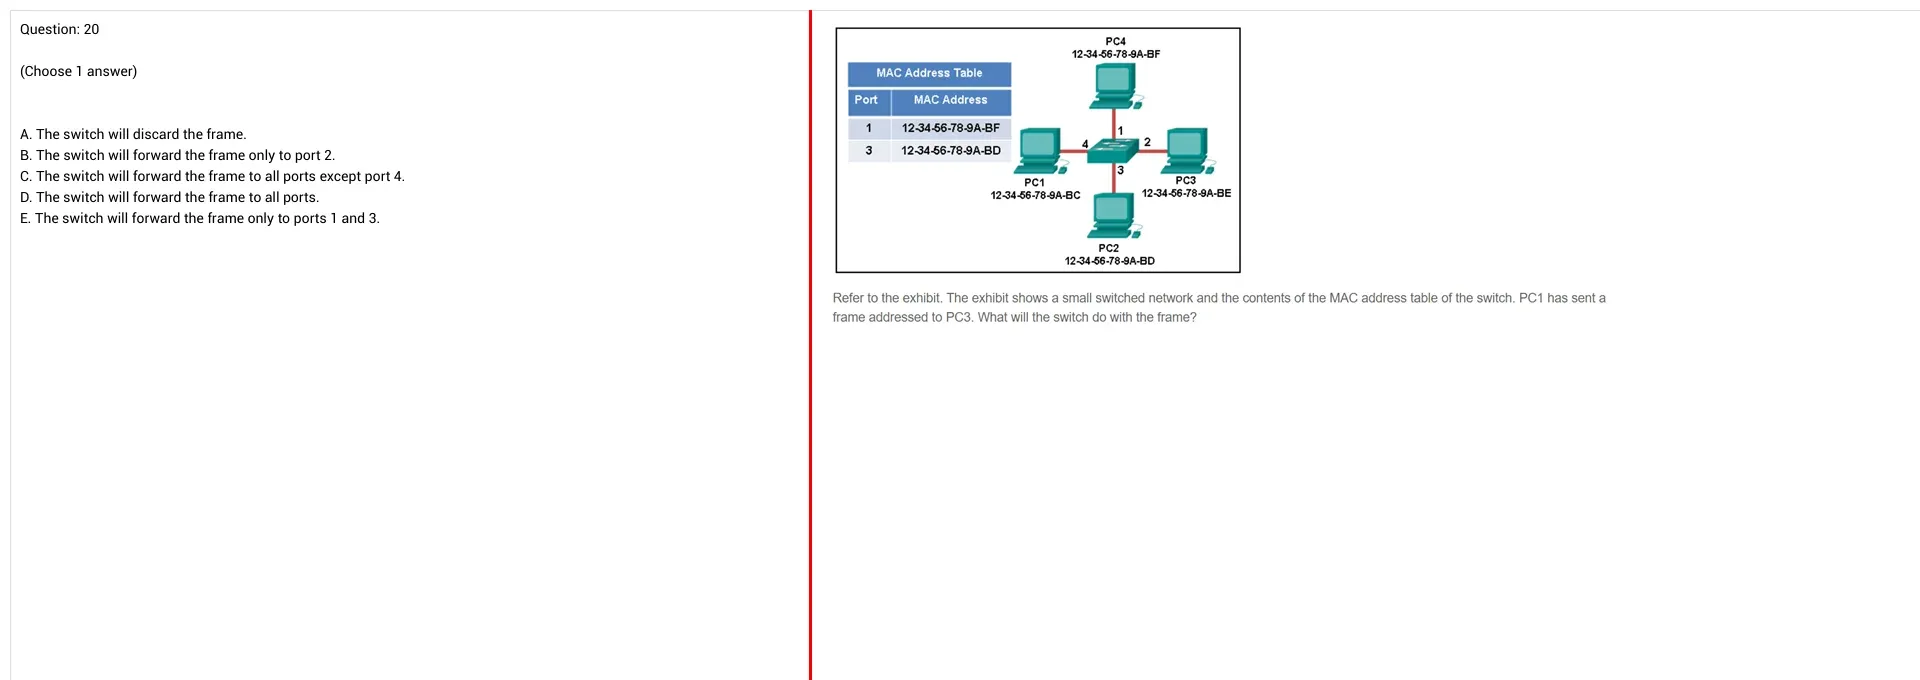 Question: 20
(Choose 1 answer)
A. The switch will discard the frame.
B. The switch will forward the frame only to port 2.
C. The switch will forward the frame to all ports except port 4.
D. The switch will forward the frame to all ports.
E. The switch will forward the frame only to ports 1 and 3.
PC4
12-34-56-78-9A-BF
MAC Address Table
Port MAC Address
1 12-34-56-78-9A-BF
3 12-34-56-78-9A-BD
1
4
2
3
PC1
12-34-56-78-9A-BC
PC3
12-34-56-78-9A-BE
PC2
12-34-56-78-9A-BD
Refer to the exhibit. The exhibit shows a small switched network and the contents of the MAC address table of the switch. PC1 has sent a
frame addressed to PC3. What will the switch do with the frame?